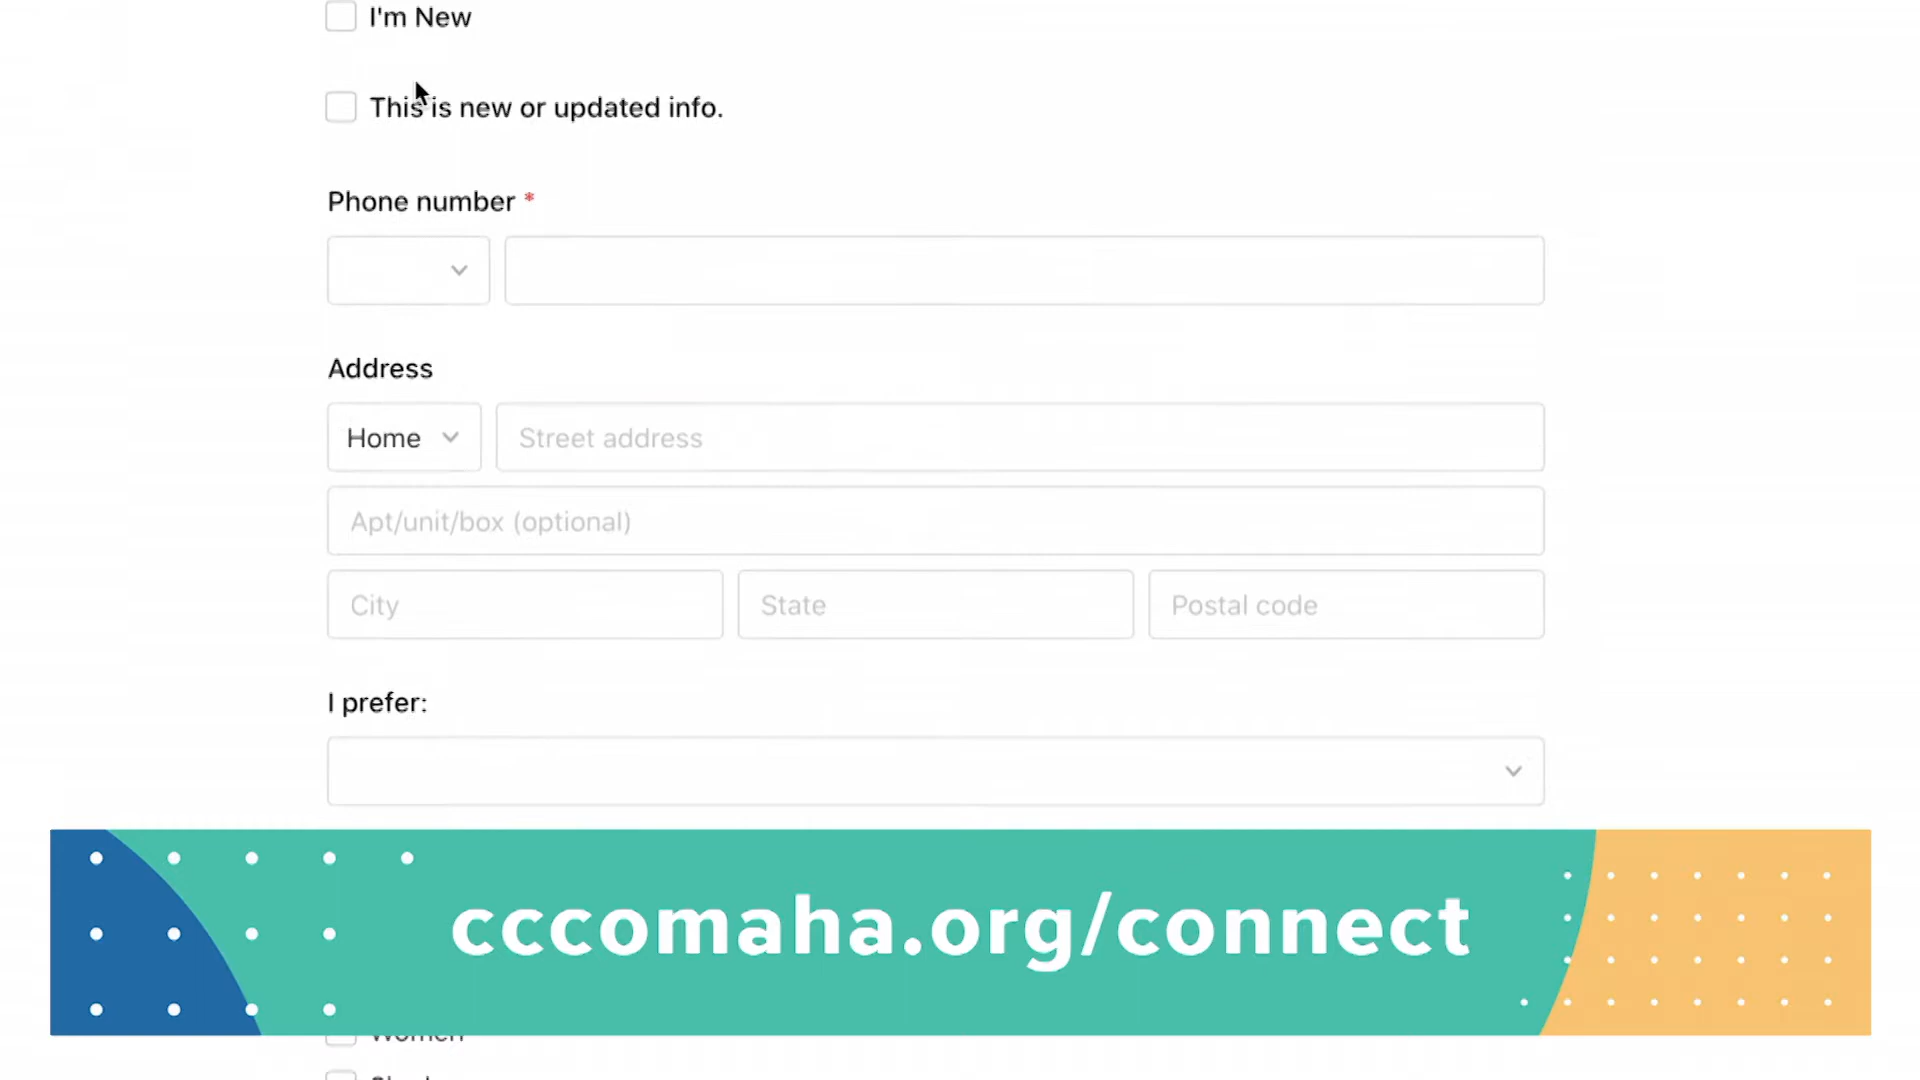 I'm New
This is new or updated info.
Phone number *
Address
Home Street address
Apt/unit/box (optional)
City State Postal code
I prefer:
cccomaha.org/connect
Women